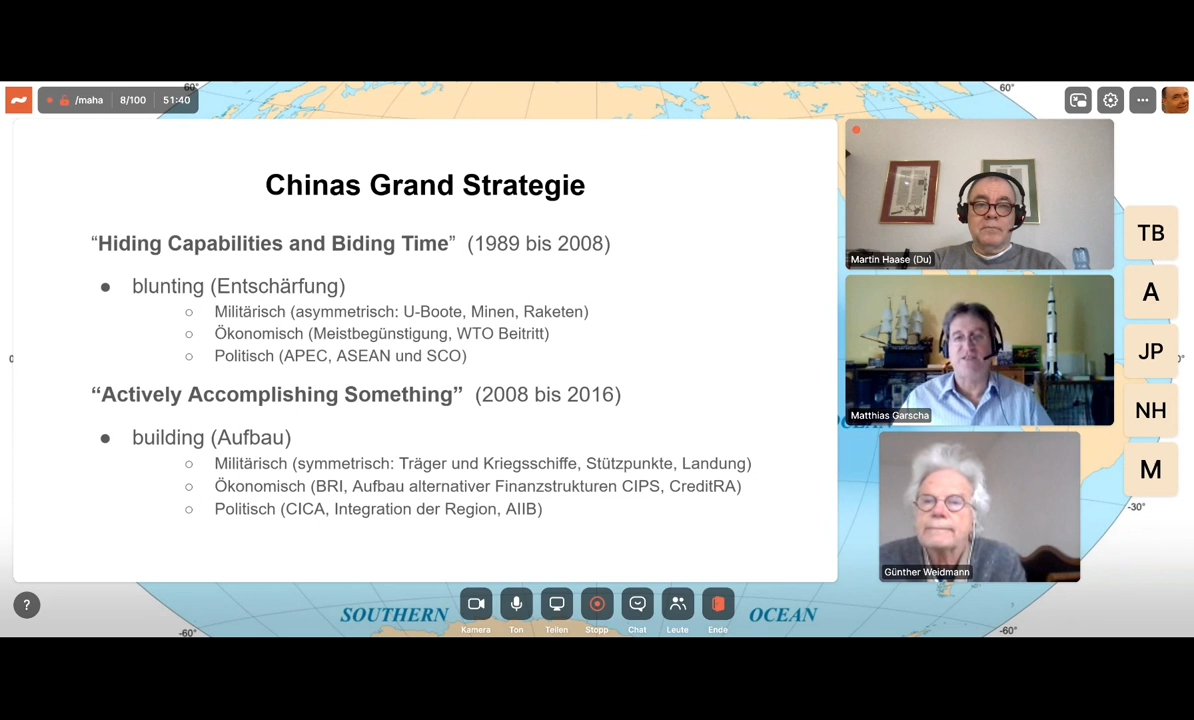 60°
60°
/maha
8/100
51:40
Chinas Grand Strategie
“Hiding Capabilities and Biding Time” (1989 bis 2008)
● blunting (Entschärfung)
○ Militärisch (asymmetrisch: U-Boote, Minen, Raketen)
○ Ökonomisch (Meistbegünstigung, WTO Beitritt)
○ Politisch (APEC, ASEAN und SCO)
“Actively Accomplishing Something” (2008 bis 2016)
● building (Aufbau)
○ Militärisch (symmetrisch: Träger und Kriegsschiffe, Stützpunkte, Landung)
○ Ökonomisch (BRI, Aufbau alternativer Finanzstrukturen CIPS, CreditRA)
○ Politisch (CICA, Integration der Region, AIIB)
Martin Haase (Du)
Matthias Garscha
Günther Weidmann
TB
A
JP
NH
M
-30°
?
SOUTHERN
OCEAN
Kamera
Ton
Teilen
Stopp
Chat
Leute
Ende
-60°
-60°